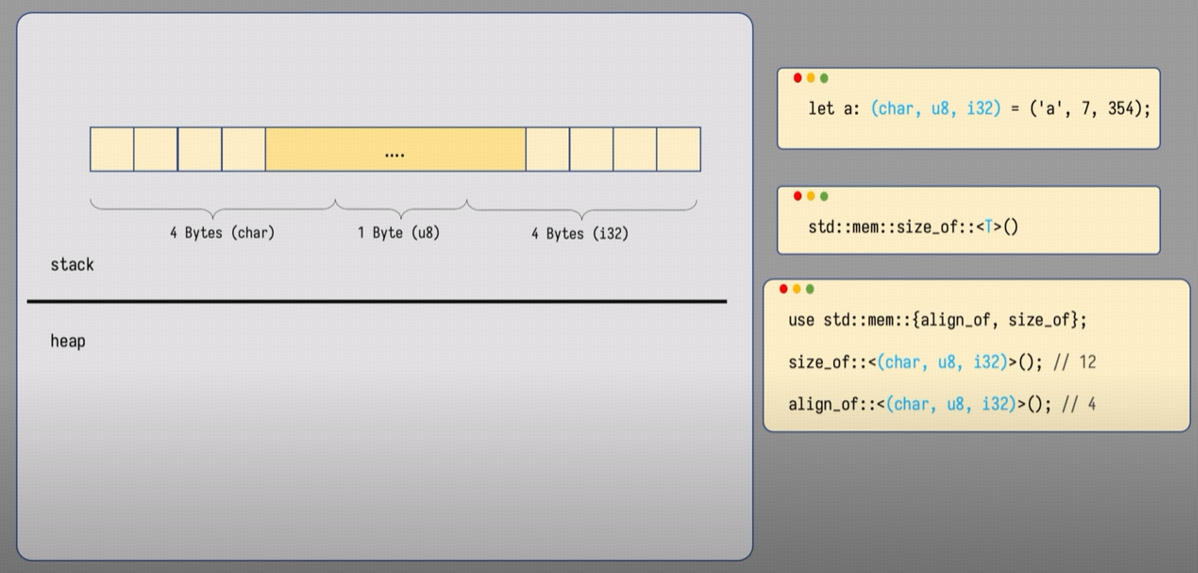 ....
4 Bytes (char) 1 Byte (u8) 4 Bytes (i32)
stack
heap
let a: (char, u8, i32) = ('a', 7, 354);
std::mem::size_of::<T>()
use std::mem::{align_of, size_of};
size_of::<(char, u8, i32)>(); // 12
align_of::<(char, u8, i32)>(); // 4